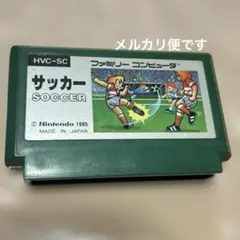 メルカリ便です
HVC-SC
ファミリー コンピュータ
サッカー
SOCCER
© Nintendo 1985
MADE IN JAPAN